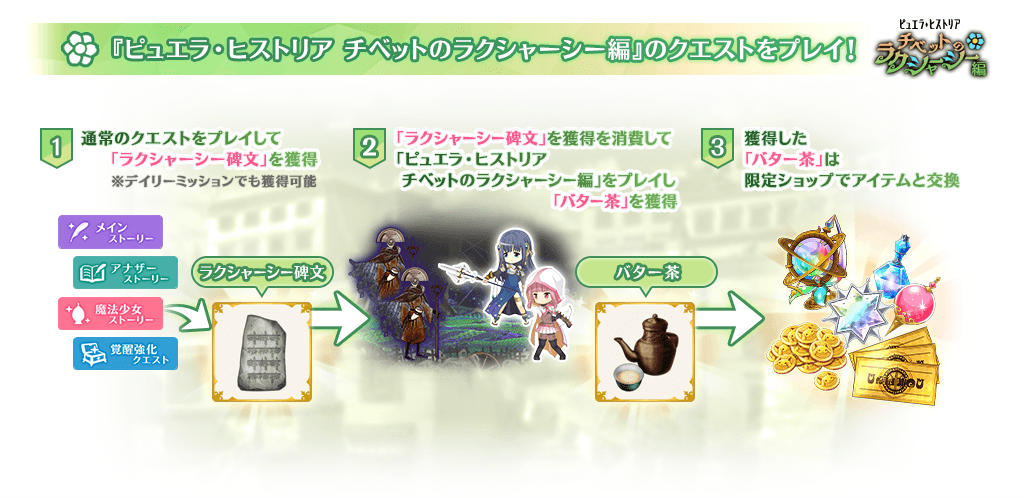 『ピュエラ・ヒストリア チベットのラクシャーシー編』のクエストをプレイ!
ピュエラ・ヒストリア
チベットの
ラクシャーシー編
1
通常のクエストをプレイして
「ラクシャーシー碑文」を獲得
※デイリーミッションでも獲得可能
メイン
ストーリー
アナザー
ストーリー
魔法少女
ストーリー
覚醒強化
クエスト
ラクシャーシー碑文
2
「ラクシャーシー碑文」を獲得を消費して
「ピュエラ・ヒストリア
チベットのラクシャーシー編」をプレイし
「バター茶」を獲得
バター茶
3
獲得した
「バター茶」は
限定ショップでアイテムと交換